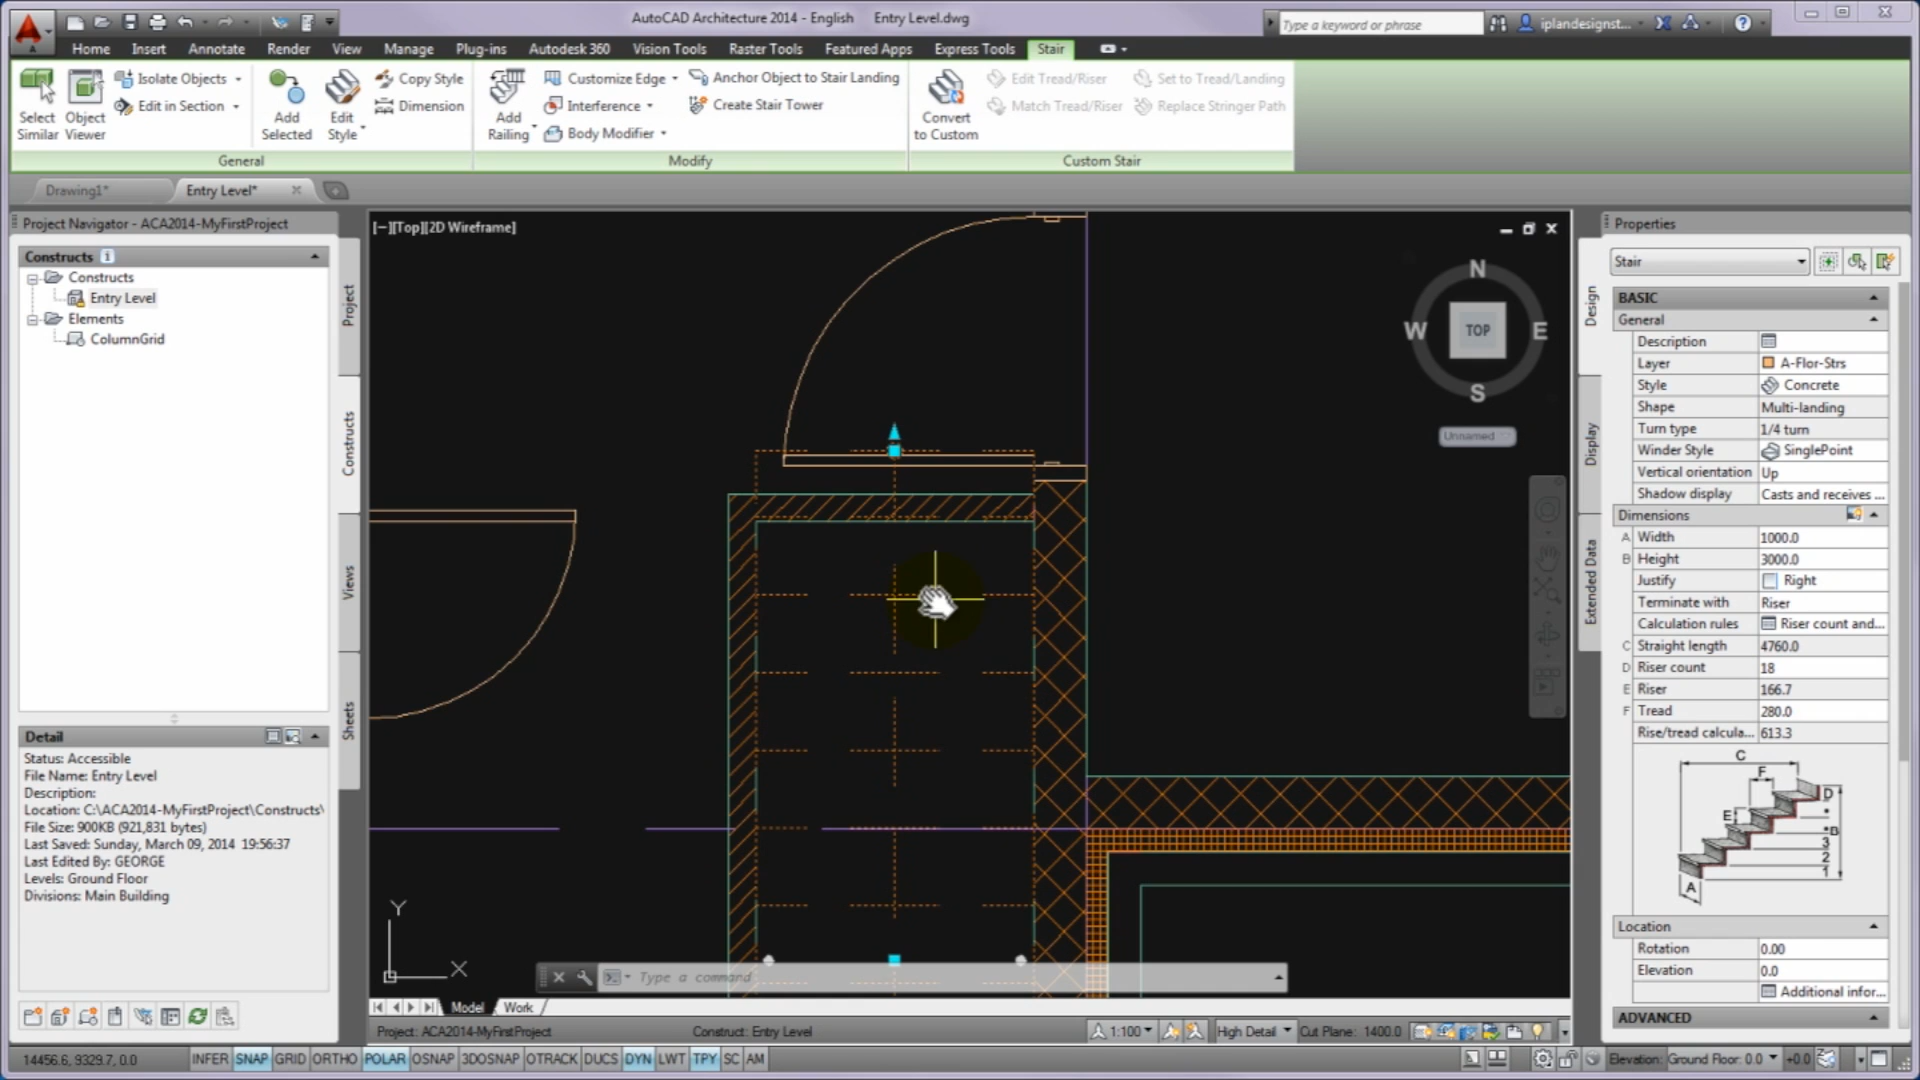 AutoCAD Architecture 2014 - English Entry Level.dwg
Type a keyword or phrase
iplandesignst...
Home Insert Annotate Render View Manage Plug-ins Autodesk 360 Vision Tools Raster Tools Featured Apps Express Tools Stair
Select Similar
Object Viewer
Isolate Objects
Edit in Section
Add Selected
Edit Style
Copy Style
Dimension
General
Add Railing
Customize Edge
Interference
Body Modifier
Anchor Object to Stair Landing
Create Stair Tower
Modify
Convert to Custom
Edit Tread/Riser
Match Tread/Riser
Set to Tread/Landing
Replace Stringer Path
Custom Stair
Drawing1*
Entry Level*
Project Navigator - ACA2014-MyFirstProject
Constructs
Constructs
Entry Level
Elements
ColumnGrid
Project
Constructs
Views
Sheets
Detail
Status: Accessible
File Name: Entry Level
Description:
Location: C:\ACA2014-MyFirstProject\Constructs\
File Size: 900KB (921,831 bytes)
Last Saved: Sunday, March 09, 2014 19:56:37
Last Edited By: GEORGE
Levels: Ground Floor
Divisions: Main Building
[−][Top][2D Wireframe]
N
W TOP E
S
Unnamed
Y
X
Type a command
Model Work
Project: ACA2014-MyFirstProject
Construct: Entry Level
1:100
High Detail
Cut Plane: 1400.0
14456.6, 9329.7, 0.0
INFER SNAP GRID ORTHO POLAR OSNAP 3DOSNAP OTRACK DUCS DYN LWT TPY SC AM
Elevation: Ground Floor: 0.0
+0.0
Properties
Stair
Design
Display
Extended Data
BASIC
General
Description
Layer A-Flor-Strs
Style Concrete
Shape Multi-landing
Turn type 1/4 turn
Winder Style SinglePoint
Vertical orientation Up
Shadow display Casts and receives ...
Dimensions
A Width 1000.0
B Height 3000.0
Justify Right
Terminate with Riser
Calculation rules Riser count and...
C Straight length 4760.0
D Riser count 18
E Riser 166.7
F Tread 280.0
Rise/tread calcula... 613.3
C
F
D
E
*B
3
2
1
A
Location
Rotation 0.00
Elevation 0.0
Additional infor...
ADVANCED